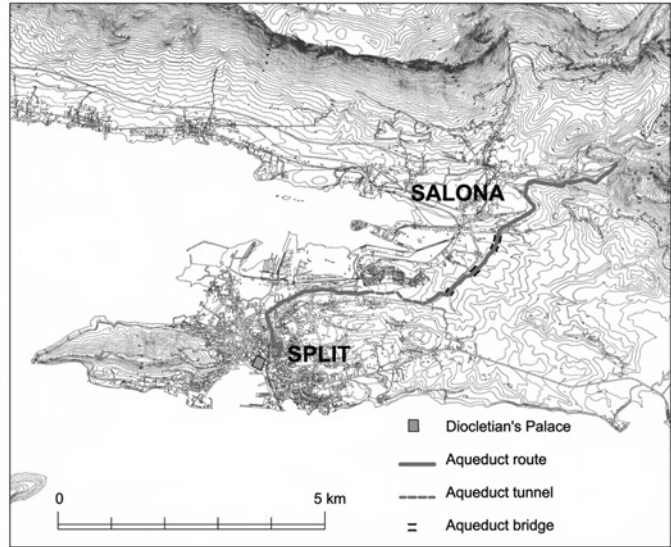 SALONA
SPLIT
Diocletian's Palace
Aqueduct route
Aqueduct tunnel
Aqueduct bridge
0 5 km